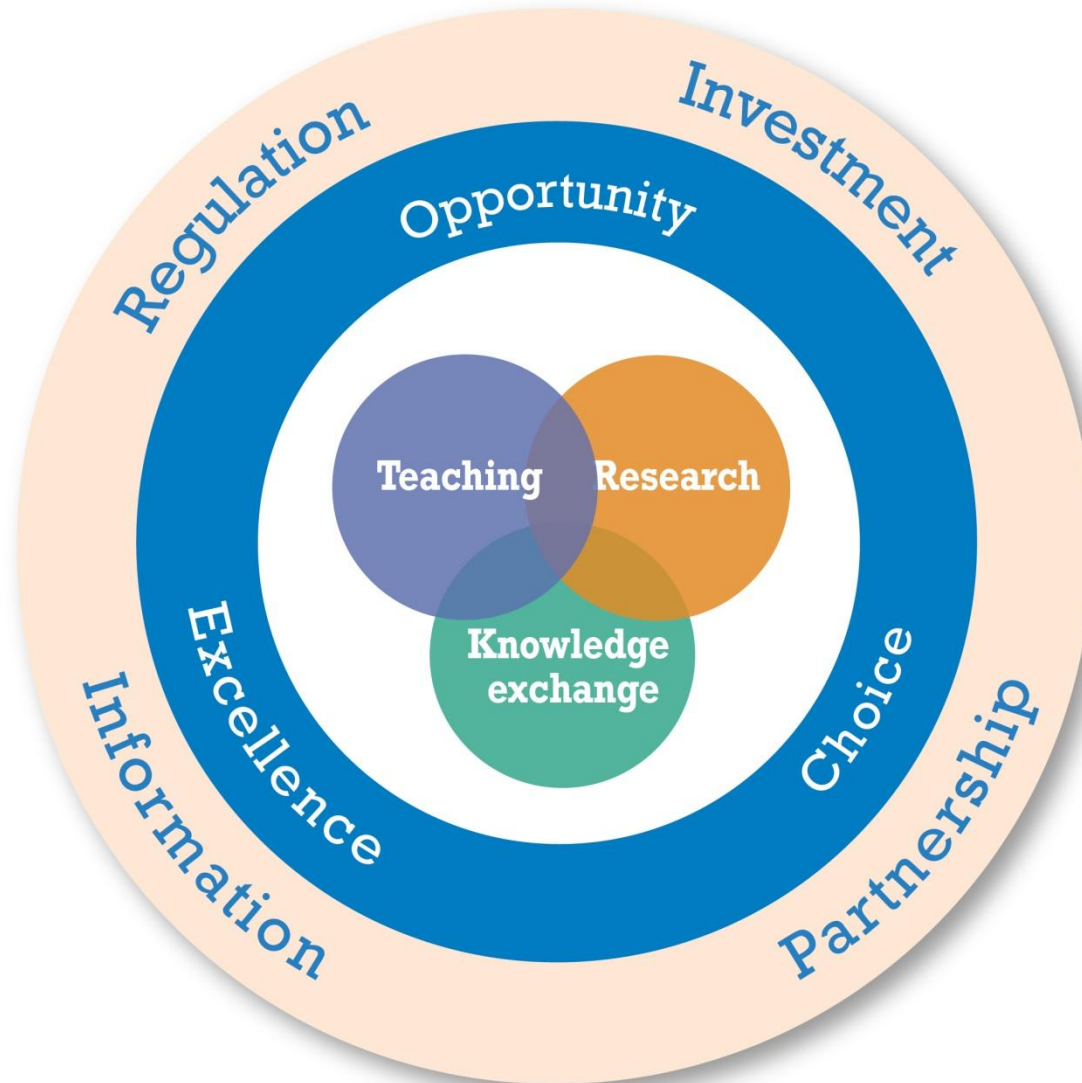 Regulation
Investment
Opportunity
Teaching
Research
Knowledge
exchange
Excellence
Choice
Information
Partnership